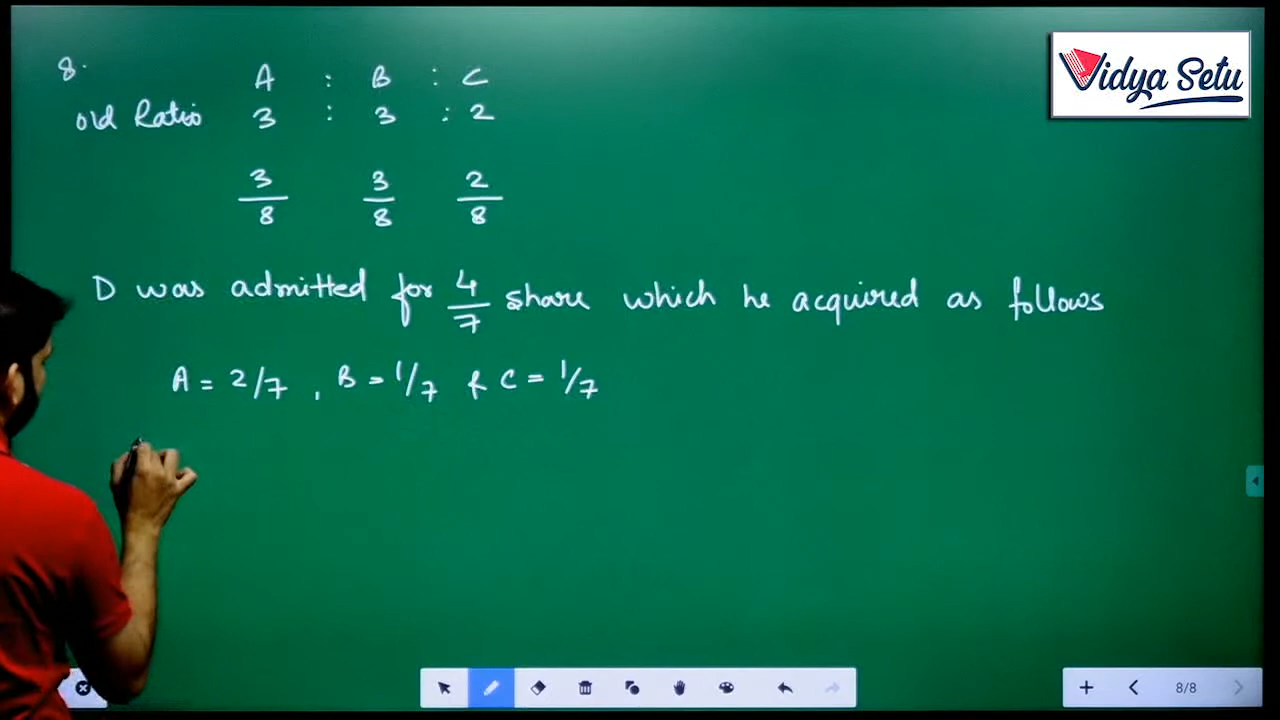 Vidya Setu
8.
A : B : C
Old Ratio 3 : 3 : 2
3/8 3/8 2/8
D was admitted for 4/7 share which he acquired as follows
A = 2/7 , B = 1/7 & C = 1/7
8/8